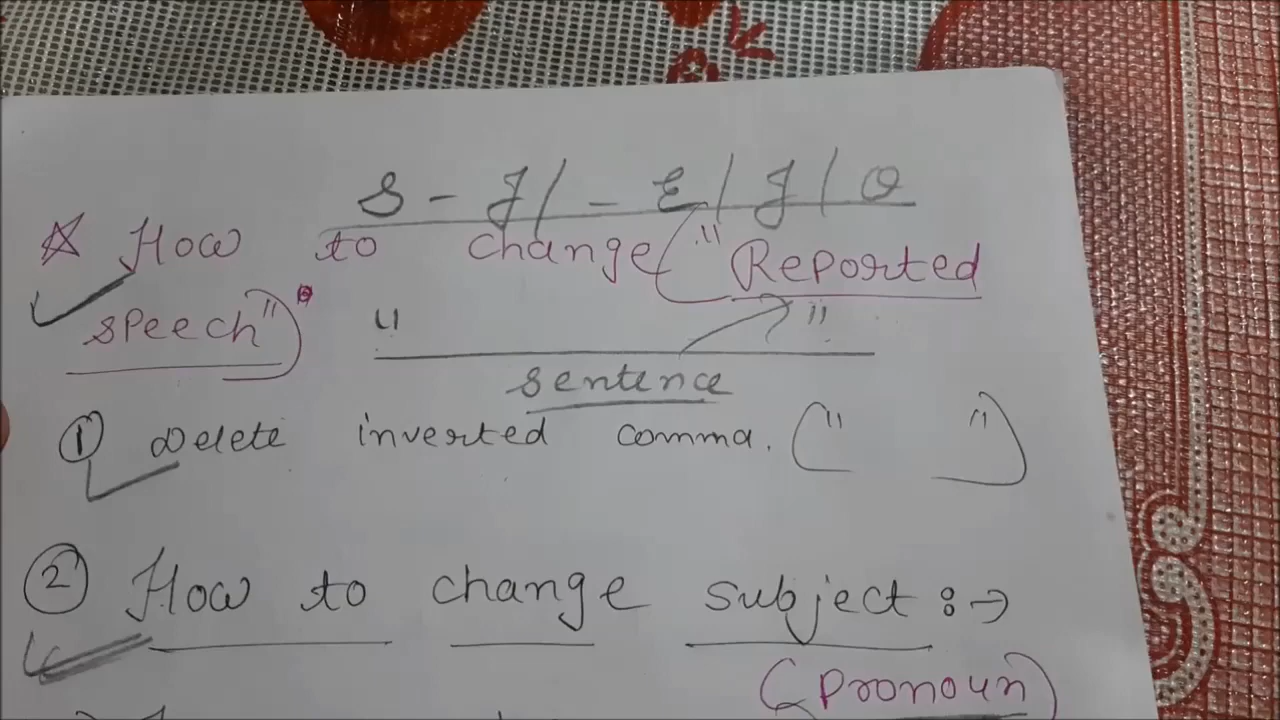 S - J/ - E/ J/ O
☆ How to change "Reported
speech"
" "
sentence
① Delete inverted comma. (" ")
② How to change subject :→
(Pronoun)